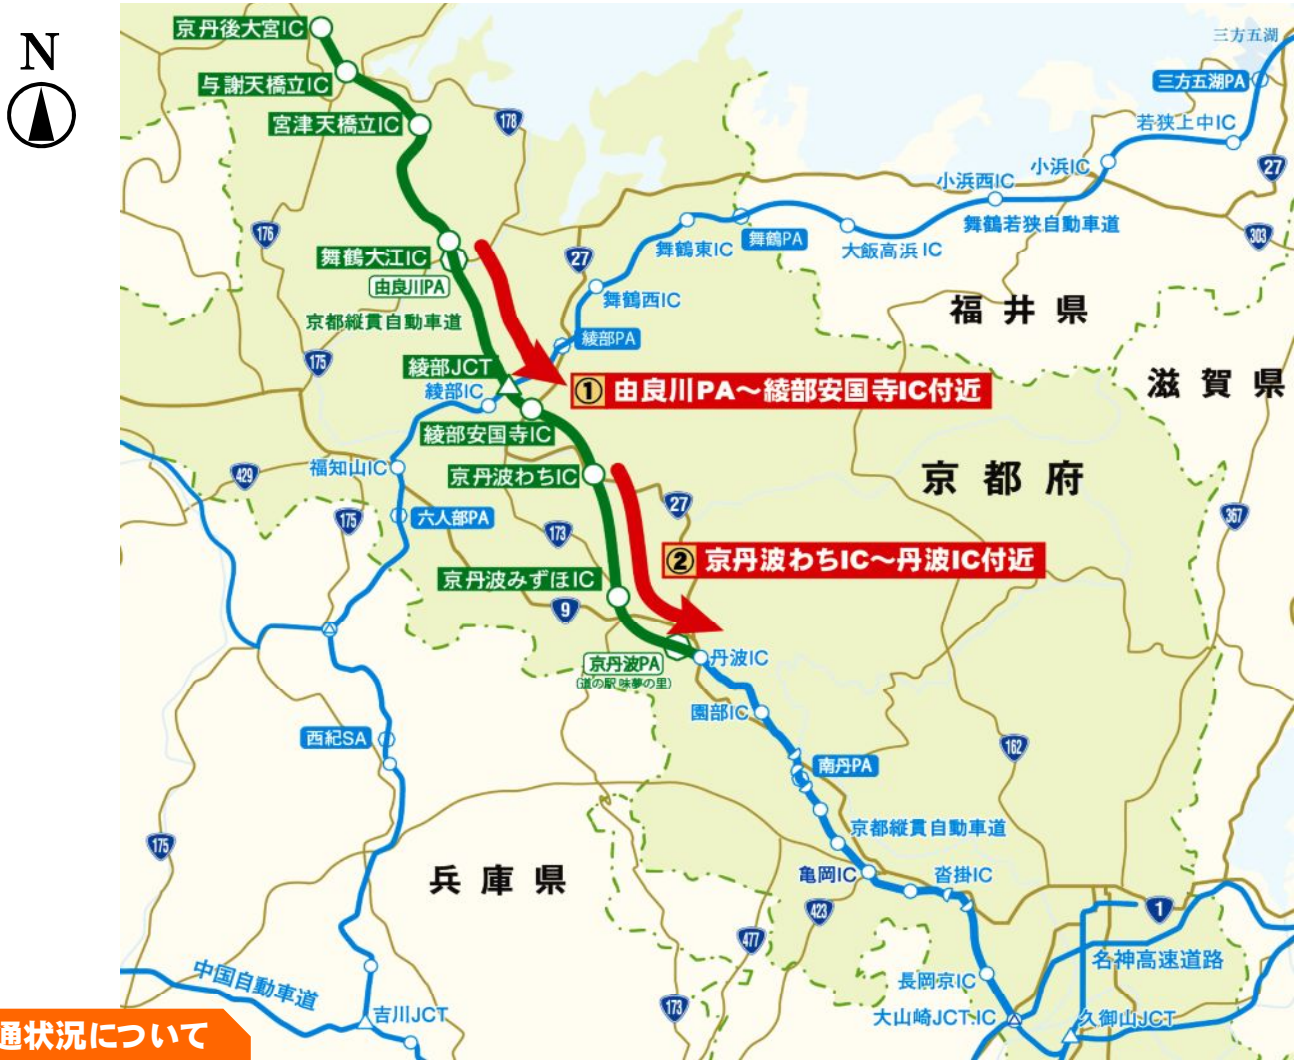 N
京丹後大宮IC
三方五湖
与謝天橋立IC
三方五湖PA
宮津天橋立IC
178
若狭上中IC
小浜IC
27
小浜西IC
舞鶴若狭自動車道
176
303
舞鶴大江IC
舞鶴東IC
舞鶴PA
大飯高浜IC
27
由良川PA
舞鶴西IC
福井県
京都縦貫自動車道
綾部PA
175
綾部JCT
綾部IC
① 由良川PA～綾部安国寺IC付近
滋賀県
綾部安国寺IC
福知山IC
京丹波わちIC
京都府
429
27
六人部PA
175
173
367
② 京丹波わちIC～丹波IC付近
京丹波みずほIC
9
京丹波PA
(道の駅 味夢の里)
丹波IC
園部IC
西紀SA
162
南丹PA
京都縦貫自動車道
175
兵庫県
亀岡IC
沓掛IC
423
1
477
名神高速道路
中国自動車道
長岡京IC
173
吉川JCT
大山崎JCT.IC
久御山JCT
通状況について